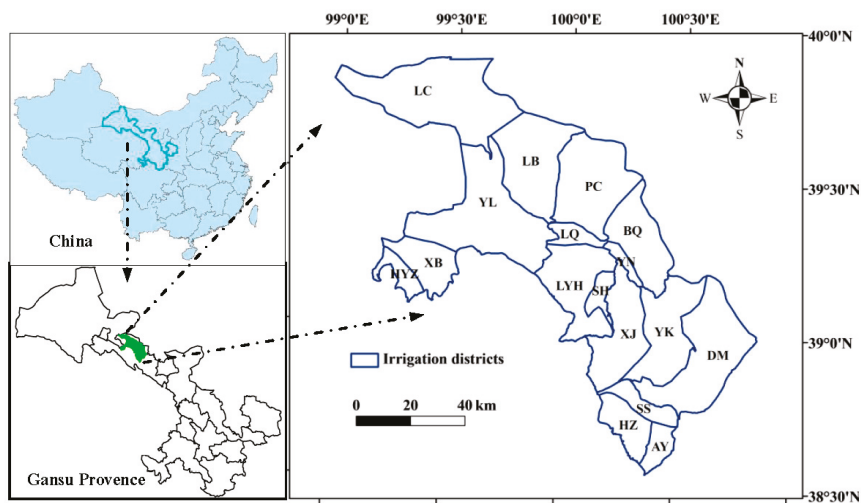 99°0'E 99°30'E 100°0'E 100°30'E
40°0'N
39°30'N
39°0'N
38°30'N
N
W E
S
LC
LB
PC
YL
LQ
BQ
YN
XB
HYZ
LYH
SH
XJ
YK
DM
SS
HZ
AY
Irrigation districts
0 20 40 km
China
Gansu Provence